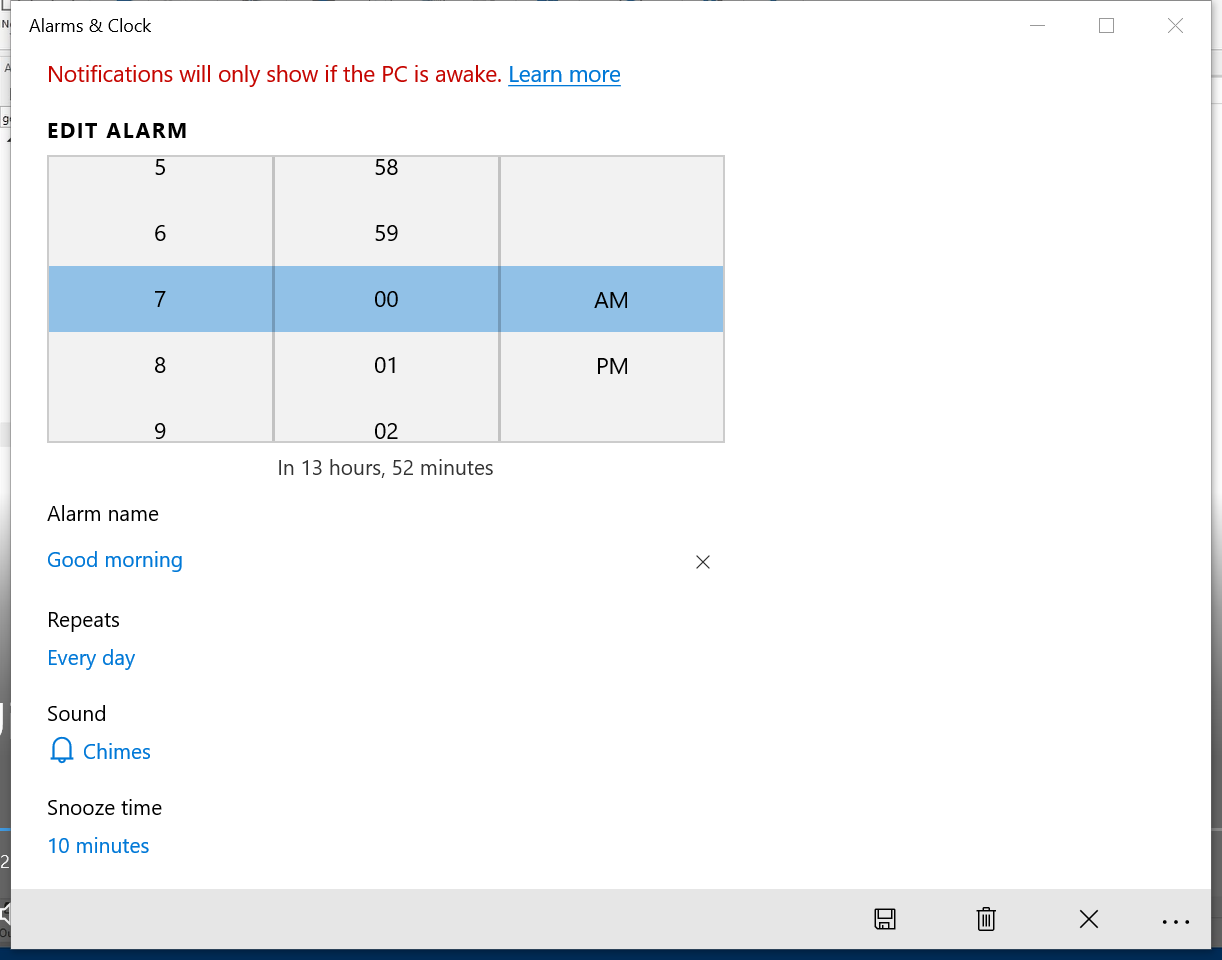 Alarms & Clock
Notifications will only show if the PC is awake. Learn more
EDIT ALARM
5 58
6 59
7 00 AM
8 01 PM
9 02
In 13 hours, 52 minutes
Alarm name
Good morning
Repeats
Every day
Sound
Chimes
Snooze time
10 minutes